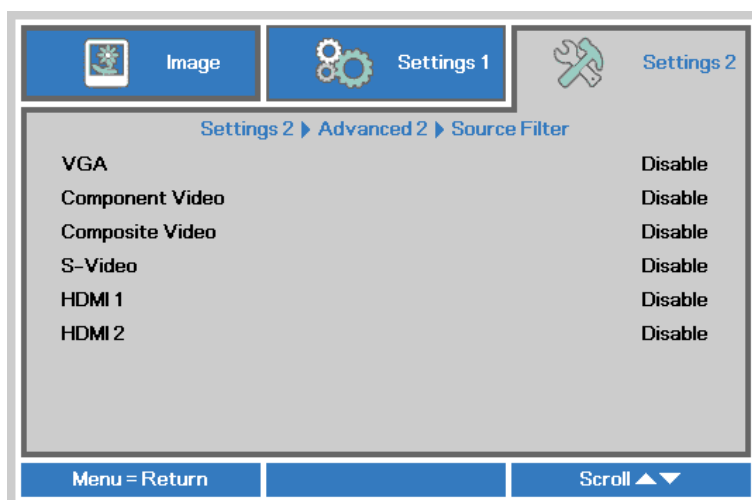 Image Settings 1 Settings 2
Settings 2 ▶ Advanced 2 ▶ Source Filter
VGA Disable
Component Video Disable
Composite Video Disable
S-Video Disable
HDMI 1 Disable
HDMI 2 Disable
Menu = Return Scroll ▲▼